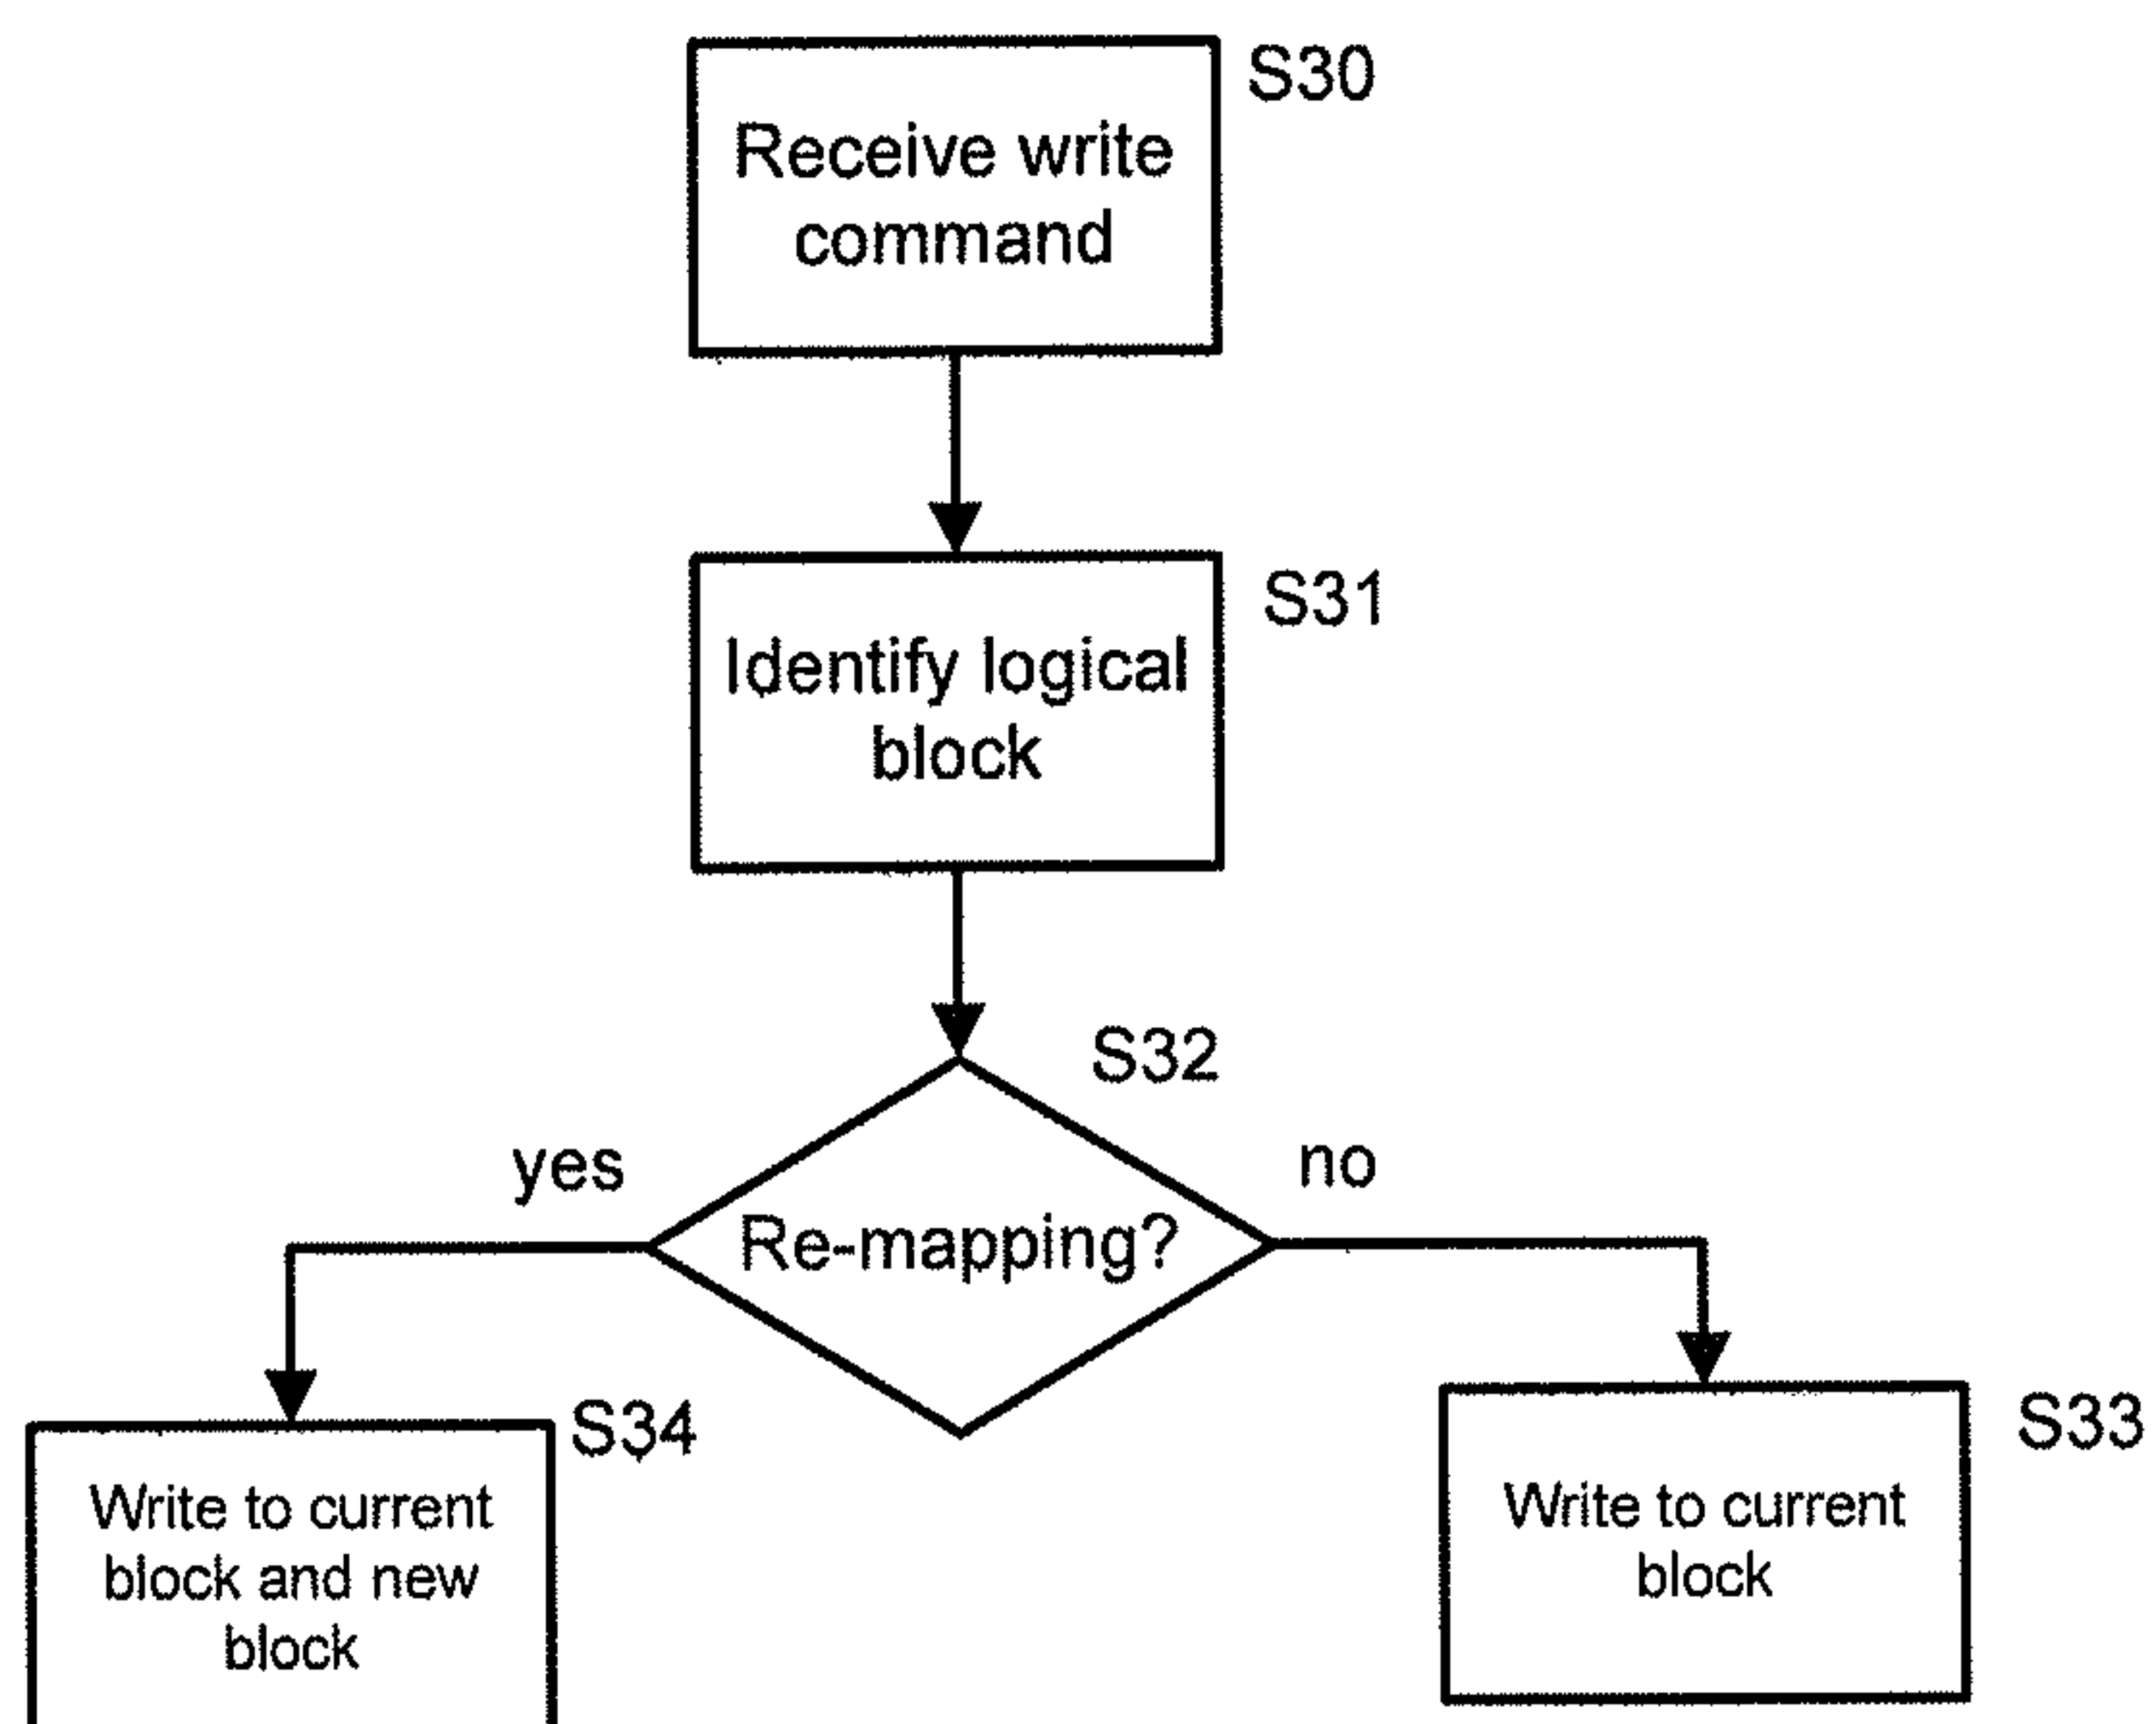 S30
Receive write
command
S31
Identify logical
block
S32
yes
no
Re-mapping?
S34
Write to current
block and new
block
S33
Write to current
block